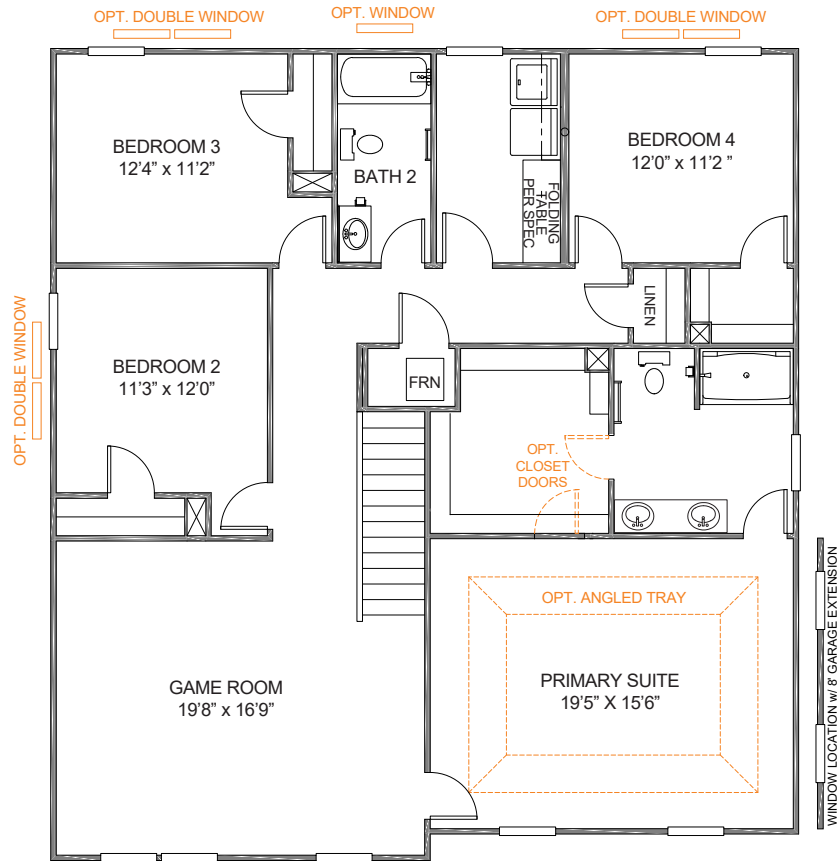 OPT. DOUBLE WINDOW
OPT. WINDOW
OPT. DOUBLE WINDOW
BEDROOM 3
12'4” x 11'2”
BATH 2
FOLDING
TABLE
PER SPEC
BEDROOM 4
12'0” x 11'2 ”
LINEN
OPT. DOUBLE WINDOW
BEDROOM 2
11'3” x 12'0”
FRN
OPT.
CLOSET
DOORS
OPT. ANGLED TRAY
GAME ROOM
19'8” x 16'9”
PRIMARY SUITE
19'5” X 15'6”
WINDOW LOCATION w/ 8' GARAGE EXTENSION